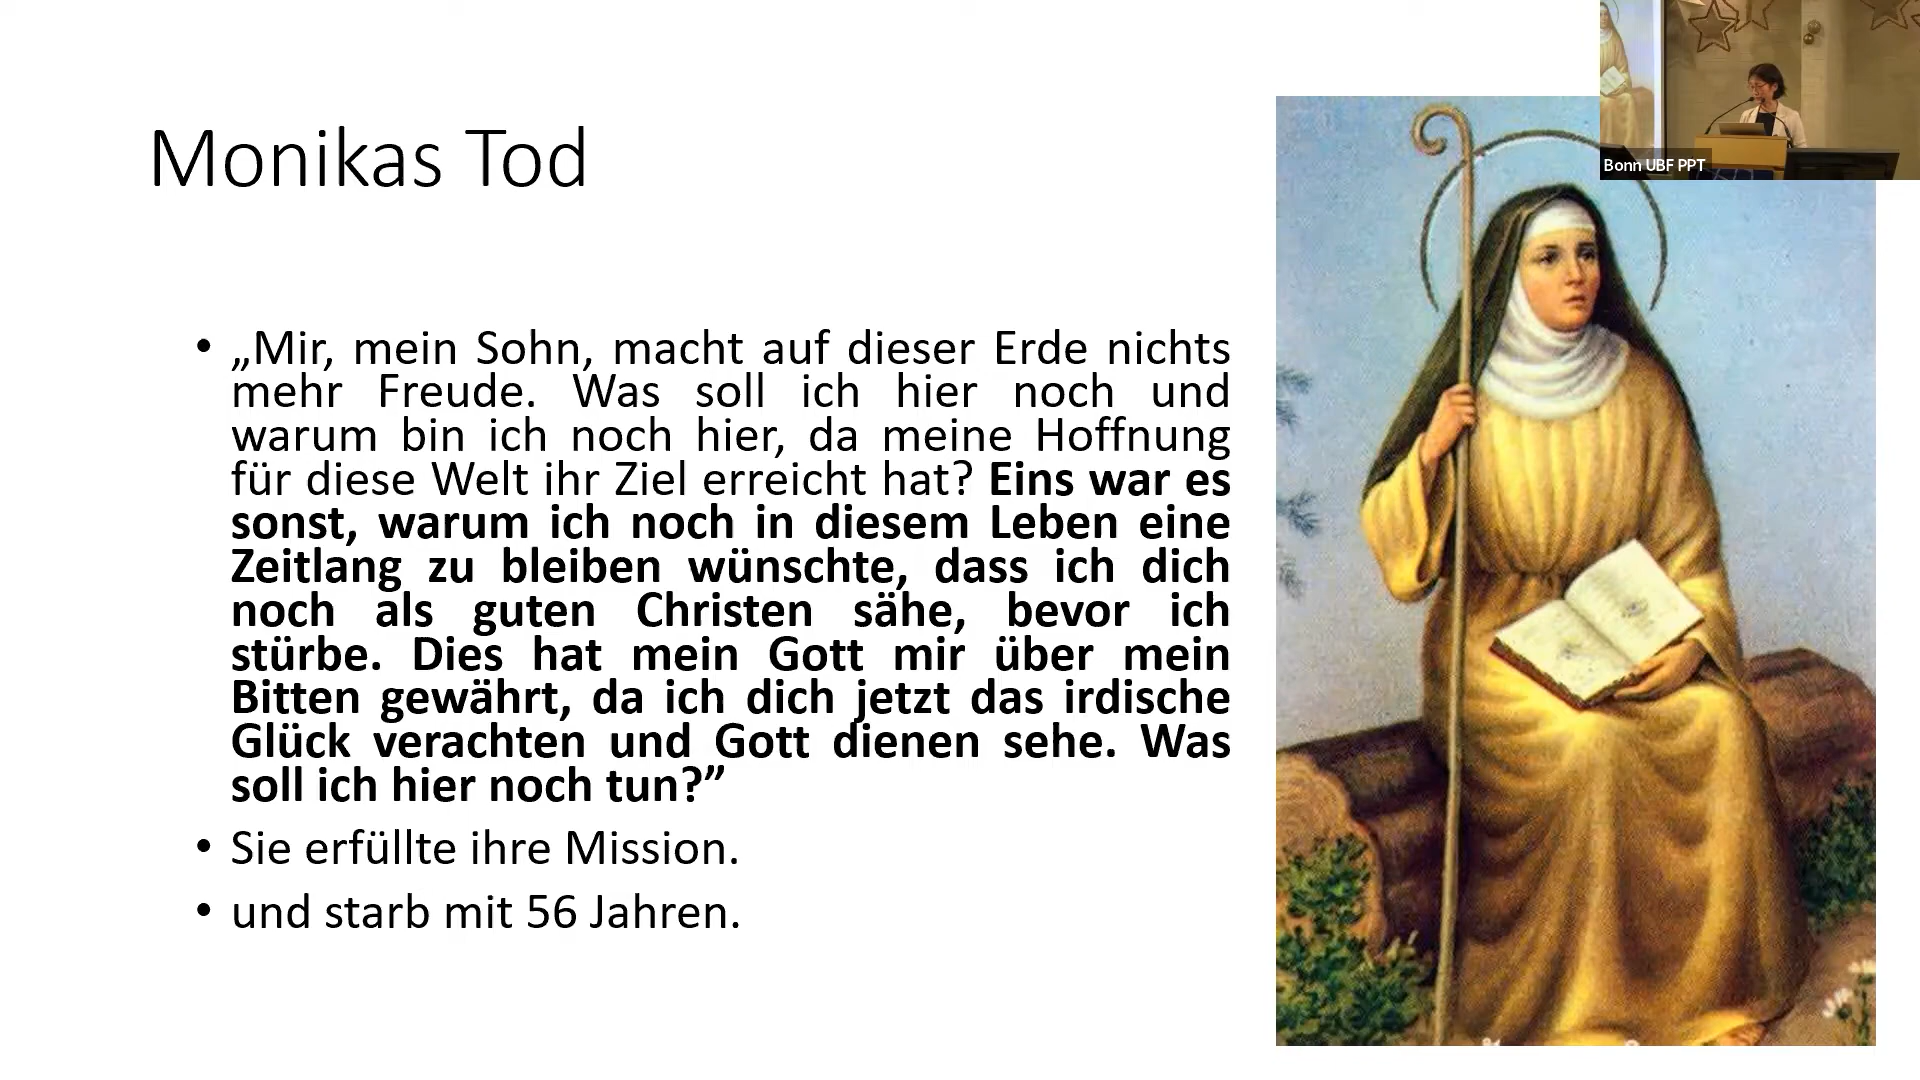 Bonn UBF PPT
Monikas Tod
• „Mir, mein Sohn, macht auf dieser Erde nichts
mehr Freude. Was soll ich hier noch und
warum bin ich noch hier, da meine Hoffnung
für diese Welt ihr Ziel erreicht hat? Eins war es
sonst, warum ich noch in diesem Leben eine
Zeitlang zu bleiben wünschte, dass ich dich
noch als guten Christen sähe, bevor ich
stürbe. Dies hat mein Gott mir über mein
Bitten gewährt, da ich dich jetzt das irdische
Glück verachten und Gott dienen sehe. Was
soll ich hier noch tun?”
• Sie erfüllte ihre Mission.
• und starb mit 56 Jahren.